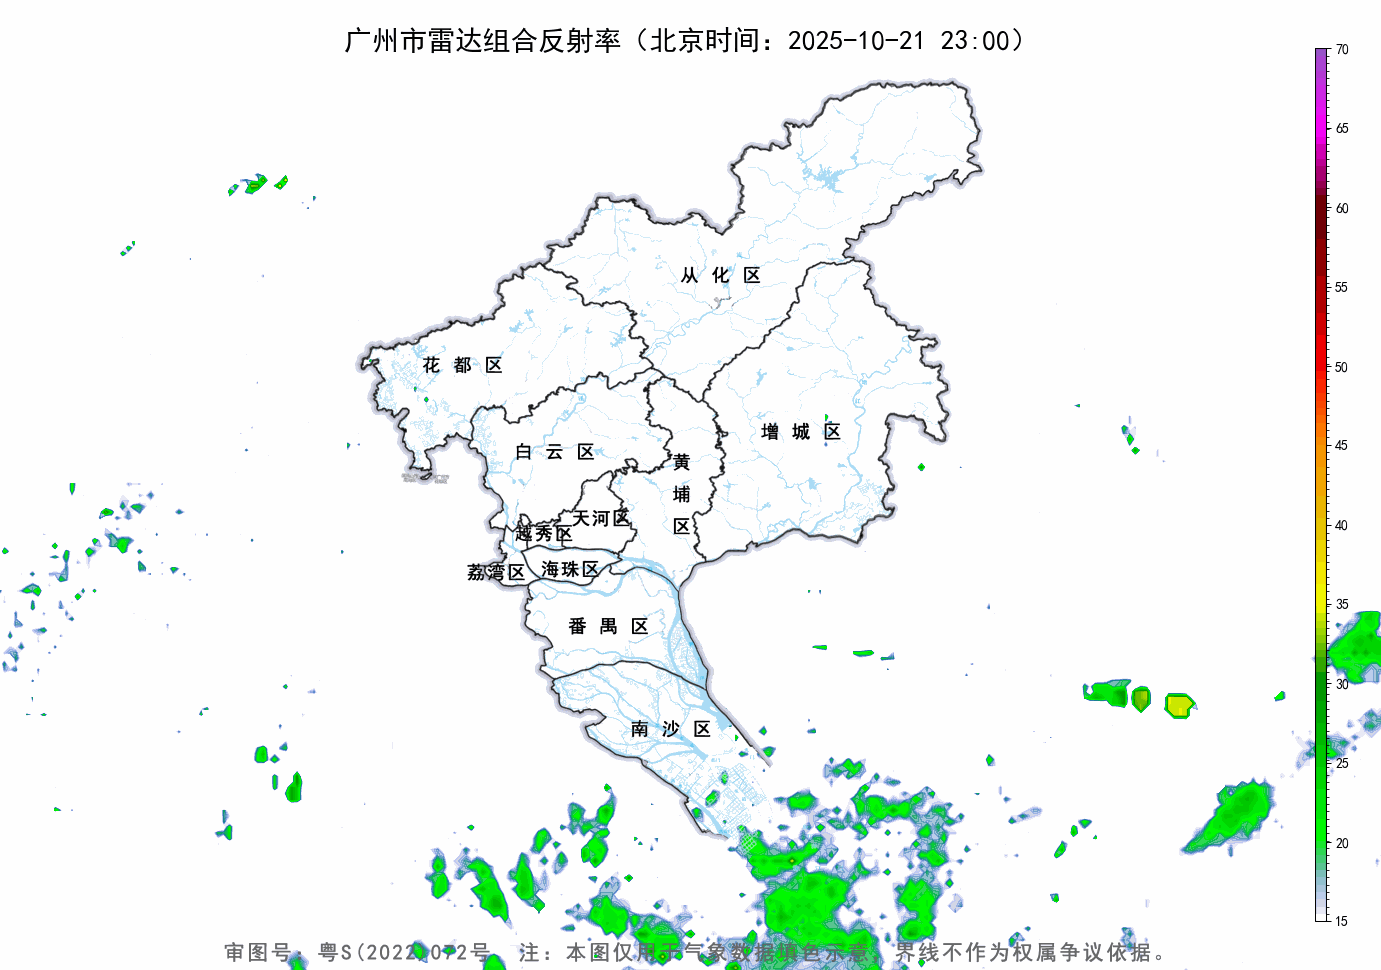 广州市雷达组合反射率（北京时间：2025-10-21 23:00）
70
65
60
55
50
45
40
35
30
25
20
15
从化区
花都区
增城区
白云区
黄埔区
天河区
越秀区
荔湾区
海珠区
番禺区
南沙区
审图号：粤S(2022)072号 注：本图仅用于气象数据填色示意，界线不作为权属争议依据。